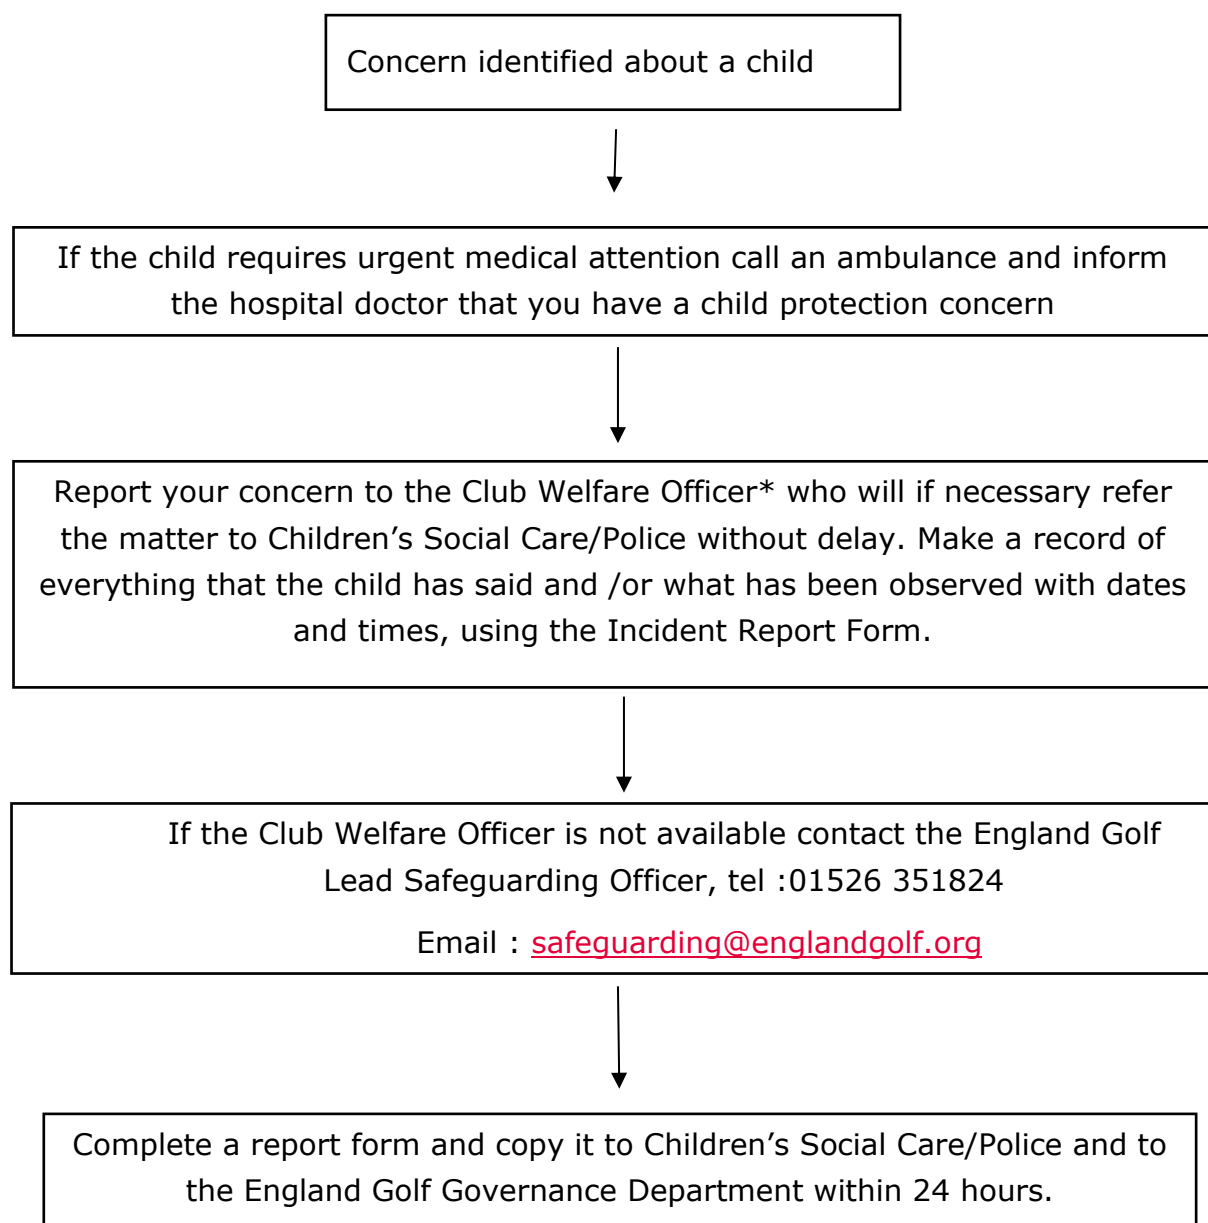 Concern identified about a child
If the child requires urgent medical attention call an ambulance and inform
the hospital doctor that you have a child protection concern
Report your concern to the Club Welfare Officer* who will if necessary refer
the matter to Children’s Social Care/Police without delay. Make a record of
everything that the child has said and /or what has been observed with dates
and times, using the Incident Report Form.
If the Club Welfare Officer is not available contact the England Golf
Lead Safeguarding Officer, tel :01526 351824
Email : safeguarding@englandgolf.org
Complete a report form and copy it to Children’s Social Care/Police and to
the England Golf Governance Department within 24 hours.